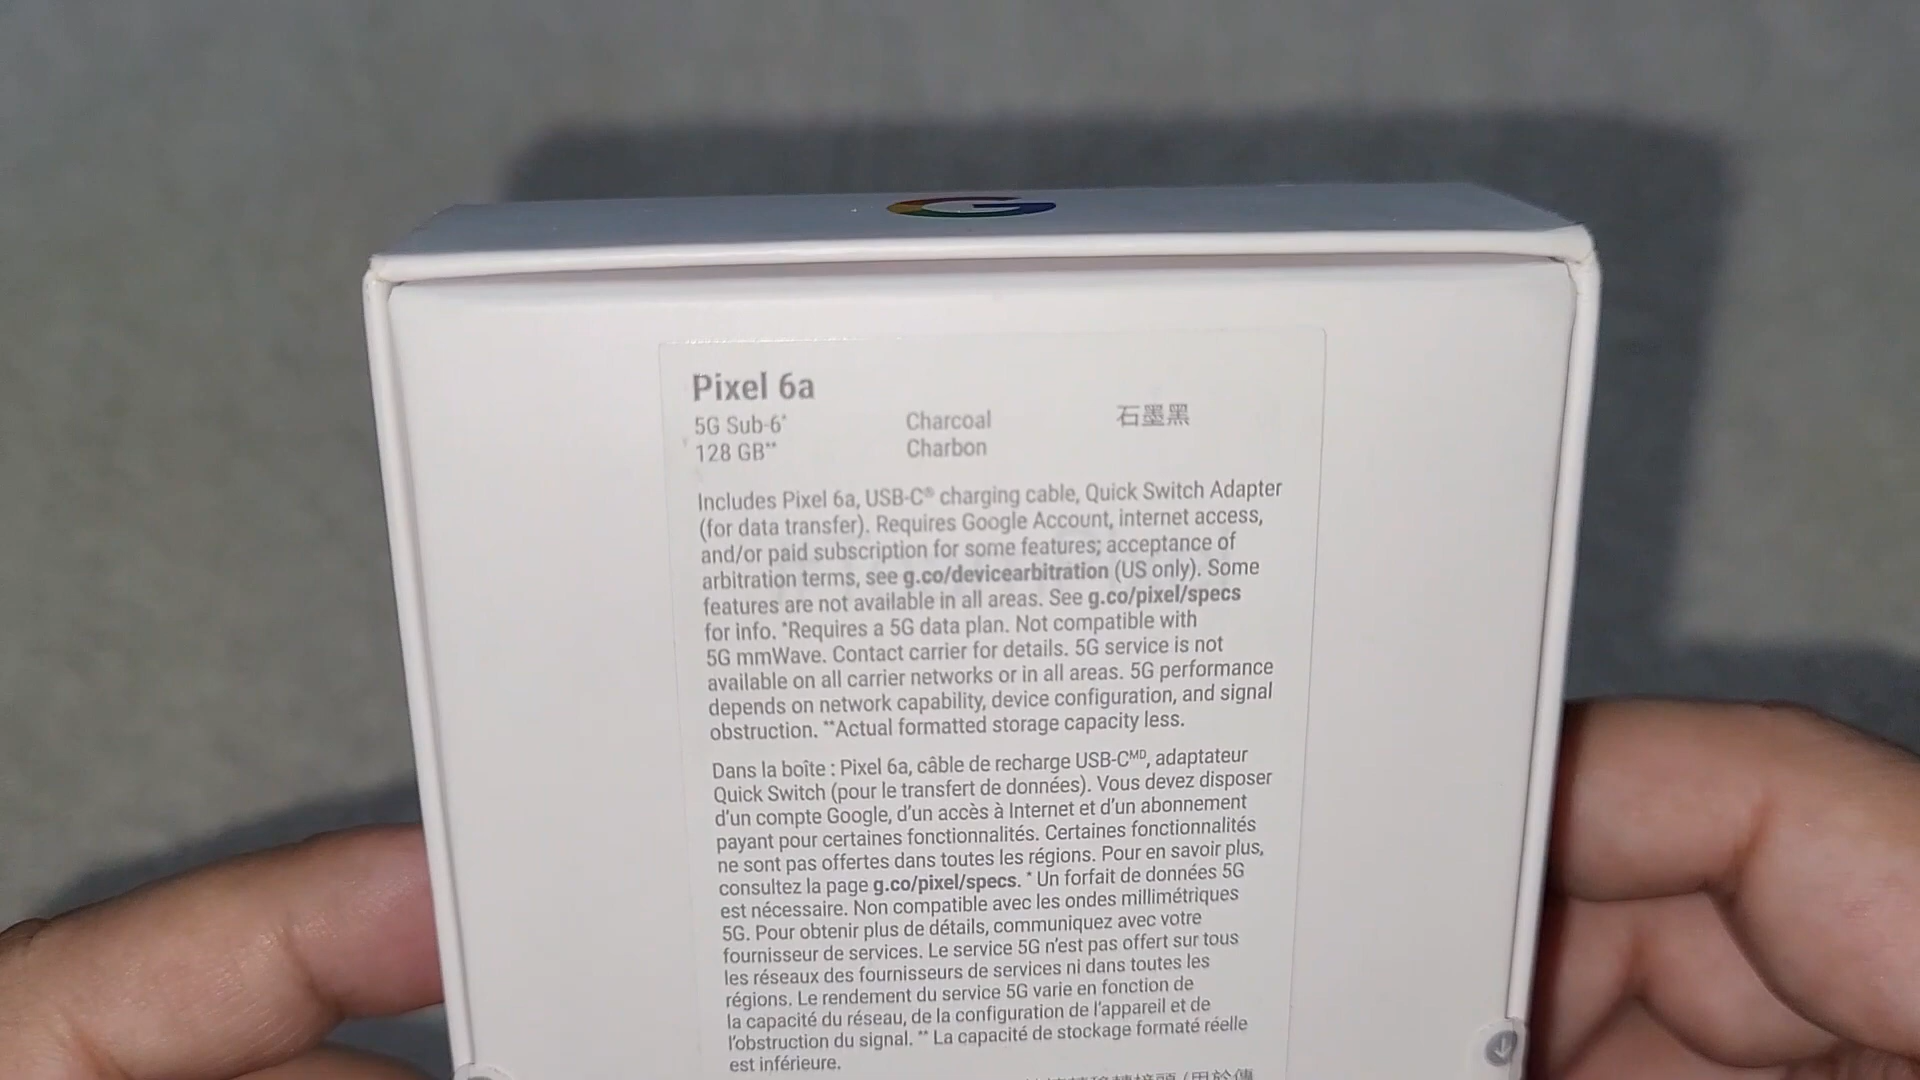 Pixel 6a
5G Sub-6*
128 GB**
Charcoal
Charbon
石墨黑
Includes Pixel 6a, USB-C® charging cable, Quick Switch Adapter
(for data transfer). Requires Google Account, internet access,
and/or paid subscription for some features; acceptance of
arbitration terms, see g.co/devicearbitration (US only). Some
features are not available in all areas. See g.co/pixel/specs
for info. *Requires a 5G data plan. Not compatible with
5G mmWave. Contact carrier for details. 5G service is not
available on all carrier networks or in all areas. 5G performance
depends on network capability, device configuration, and signal
obstruction. **Actual formatted storage capacity less.
Dans la boîte : Pixel 6a, câble de recharge USB-Cᴹᴰ, adaptateur
Quick Switch (pour le transfert de données). Vous devez disposer
d'un compte Google, d'un accès à Internet et d'un abonnement
payant pour certaines fonctionnalités. Certaines fonctionnalités
ne sont pas offertes dans toutes les régions. Pour en savoir plus,
consultez la page g.co/pixel/specs. * Un forfait de données 5G
est nécessaire. Non compatible avec les ondes millimétriques
5G. Pour obtenir plus de détails, communiquez avec votre
fournisseur de services. Le service 5G n'est pas offert sur tous
les réseaux des fournisseurs de services ni dans toutes les
régions. Le rendement du service 5G varie en fonction de
la capacité du réseau, de la configuration de l'appareil et de
l'obstruction du signal. ** La capacité de stockage formaté réelle
est inférieure.